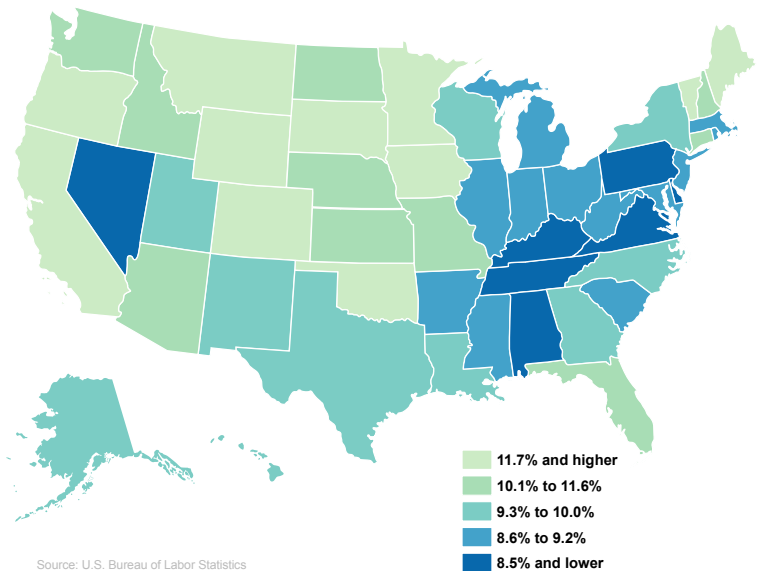 11.7% and higher
10.1% to 11.6%
9.3% to 10.0%
8.6% to 9.2%
8.5% and lower
Source: U.S. Bureau of Labor Statistics